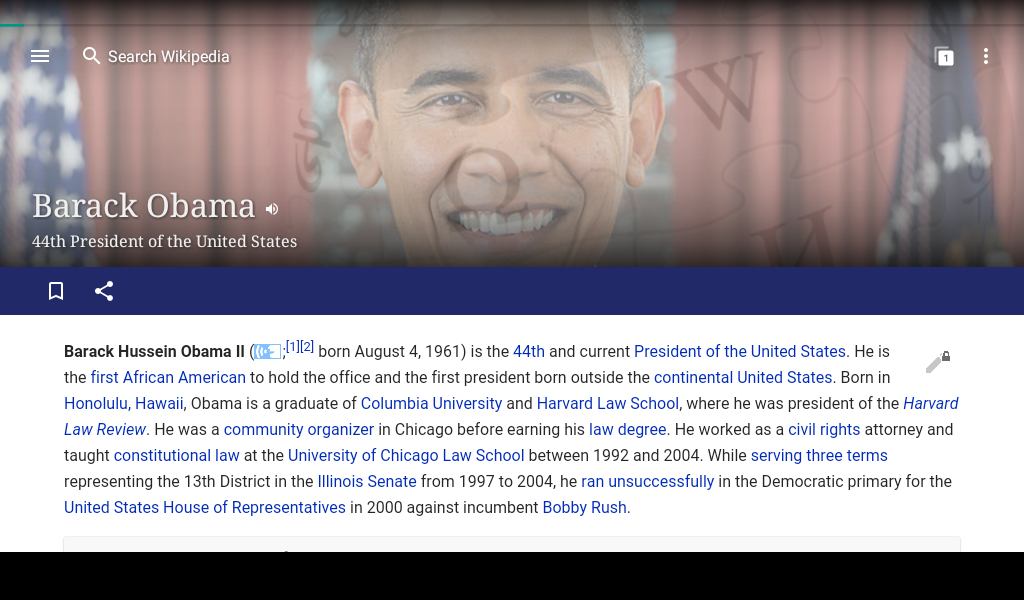 Search Wikipedia
1
Barack Obama
44th President of the United States
Barack Hussein Obama II (;[1][2] born August 4, 1961) is the 44th and current President of the United States. He is
the first African American to hold the office and the first president born outside the continental United States. Born in
Honolulu, Hawaii, Obama is a graduate of Columbia University and Harvard Law School, where he was president of the Harvard
Law Review. He was a community organizer in Chicago before earning his law degree. He worked as a civil rights attorney and
taught constitutional law at the University of Chicago Law School between 1992 and 2004. While serving three terms
representing the 13th District in the Illinois Senate from 1997 to 2004, he ran unsuccessfully in the Democratic primary for the
United States House of Representatives in 2000 against incumbent Bobby Rush.